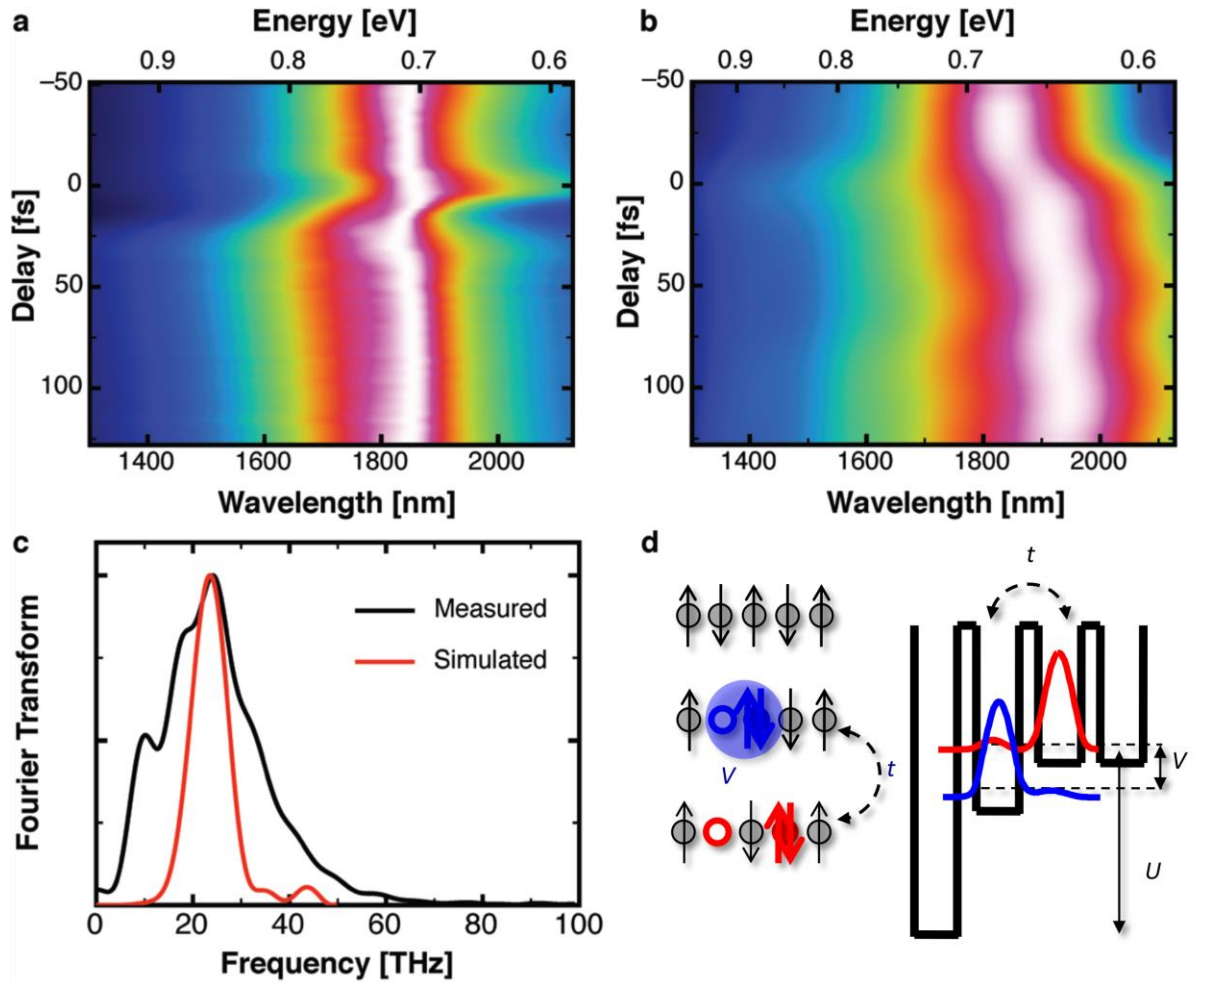 a
Energy [eV]
0.9 0.8 0.7 0.6
–50
0
50
100
Delay [fs]
1400 1600 1800 2000
Wavelength [nm]
b
Energy [eV]
0.9 0.8 0.7 0.6
–50
0
50
100
Delay [fs]
1400 1600 1800 2000
Wavelength [nm]
c
Fourier Transform
Measured
Simulated
0 20 40 60 80 100
Frequency [THz]
d
t
V
t
V
U